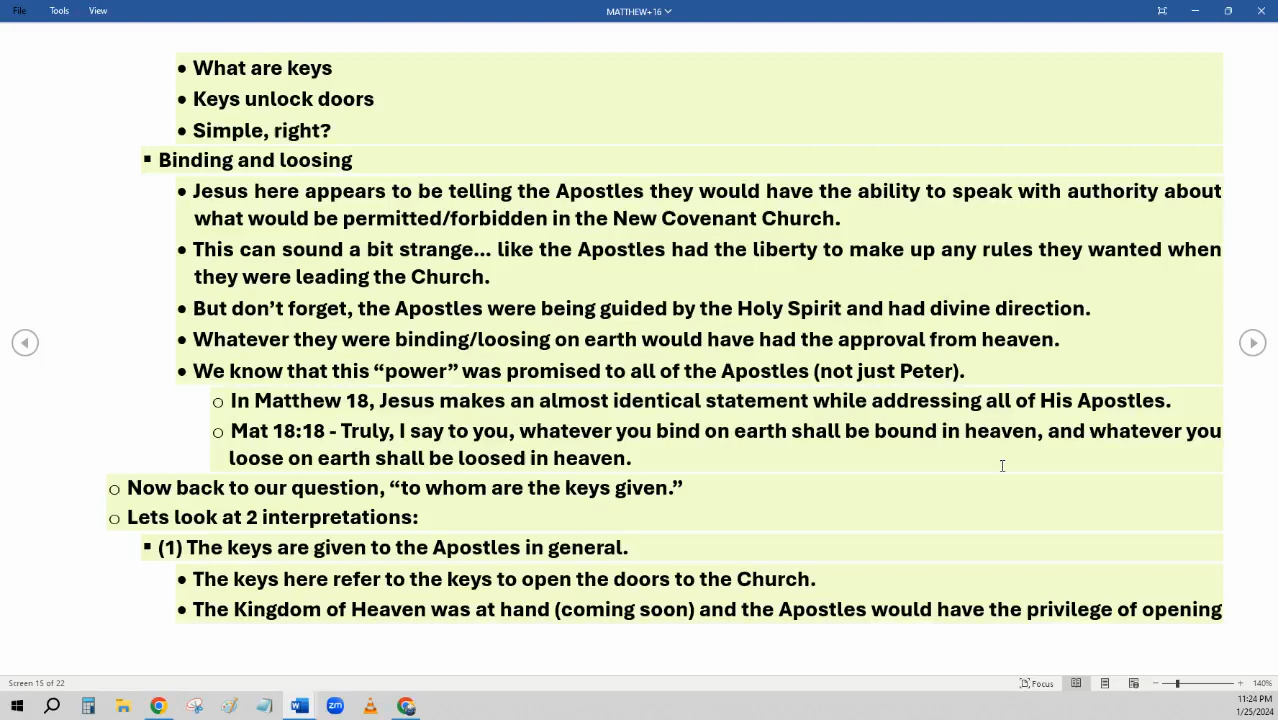 File Tools View MATTHEW+16
• What are keys
• Keys unlock doors
• Simple, right?
▪ Binding and loosing
• Jesus here appears to be telling the Apostles they would have the ability to speak with authority about
what would be permitted/forbidden in the New Covenant Church.
• This can sound a bit strange... like the Apostles had the liberty to make up any rules they wanted when
they were leading the Church.
• But don’t forget, the Apostles were being guided by the Holy Spirit and had divine direction.
• Whatever they were binding/loosing on earth would have had the approval from heaven.
• We know that this “power” was promised to all of the Apostles (not just Peter).
o In Matthew 18, Jesus makes an almost identical statement while addressing all of His Apostles.
o Mat 18:18 - Truly, I say to you, whatever you bind on earth shall be bound in heaven, and whatever you
loose on earth shall be loosed in heaven.
o Now back to our question, “to whom are the keys given.”
o Lets look at 2 interpretations:
▪ (1) The keys are given to the Apostles in general.
• The keys here refer to the keys to open the doors to the Church.
• The Kingdom of Heaven was at hand (coming soon) and the Apostles would have the privilege of opening
Screen 15 of 22 Focus 140%
zm 11:24 PM
1/25/2024